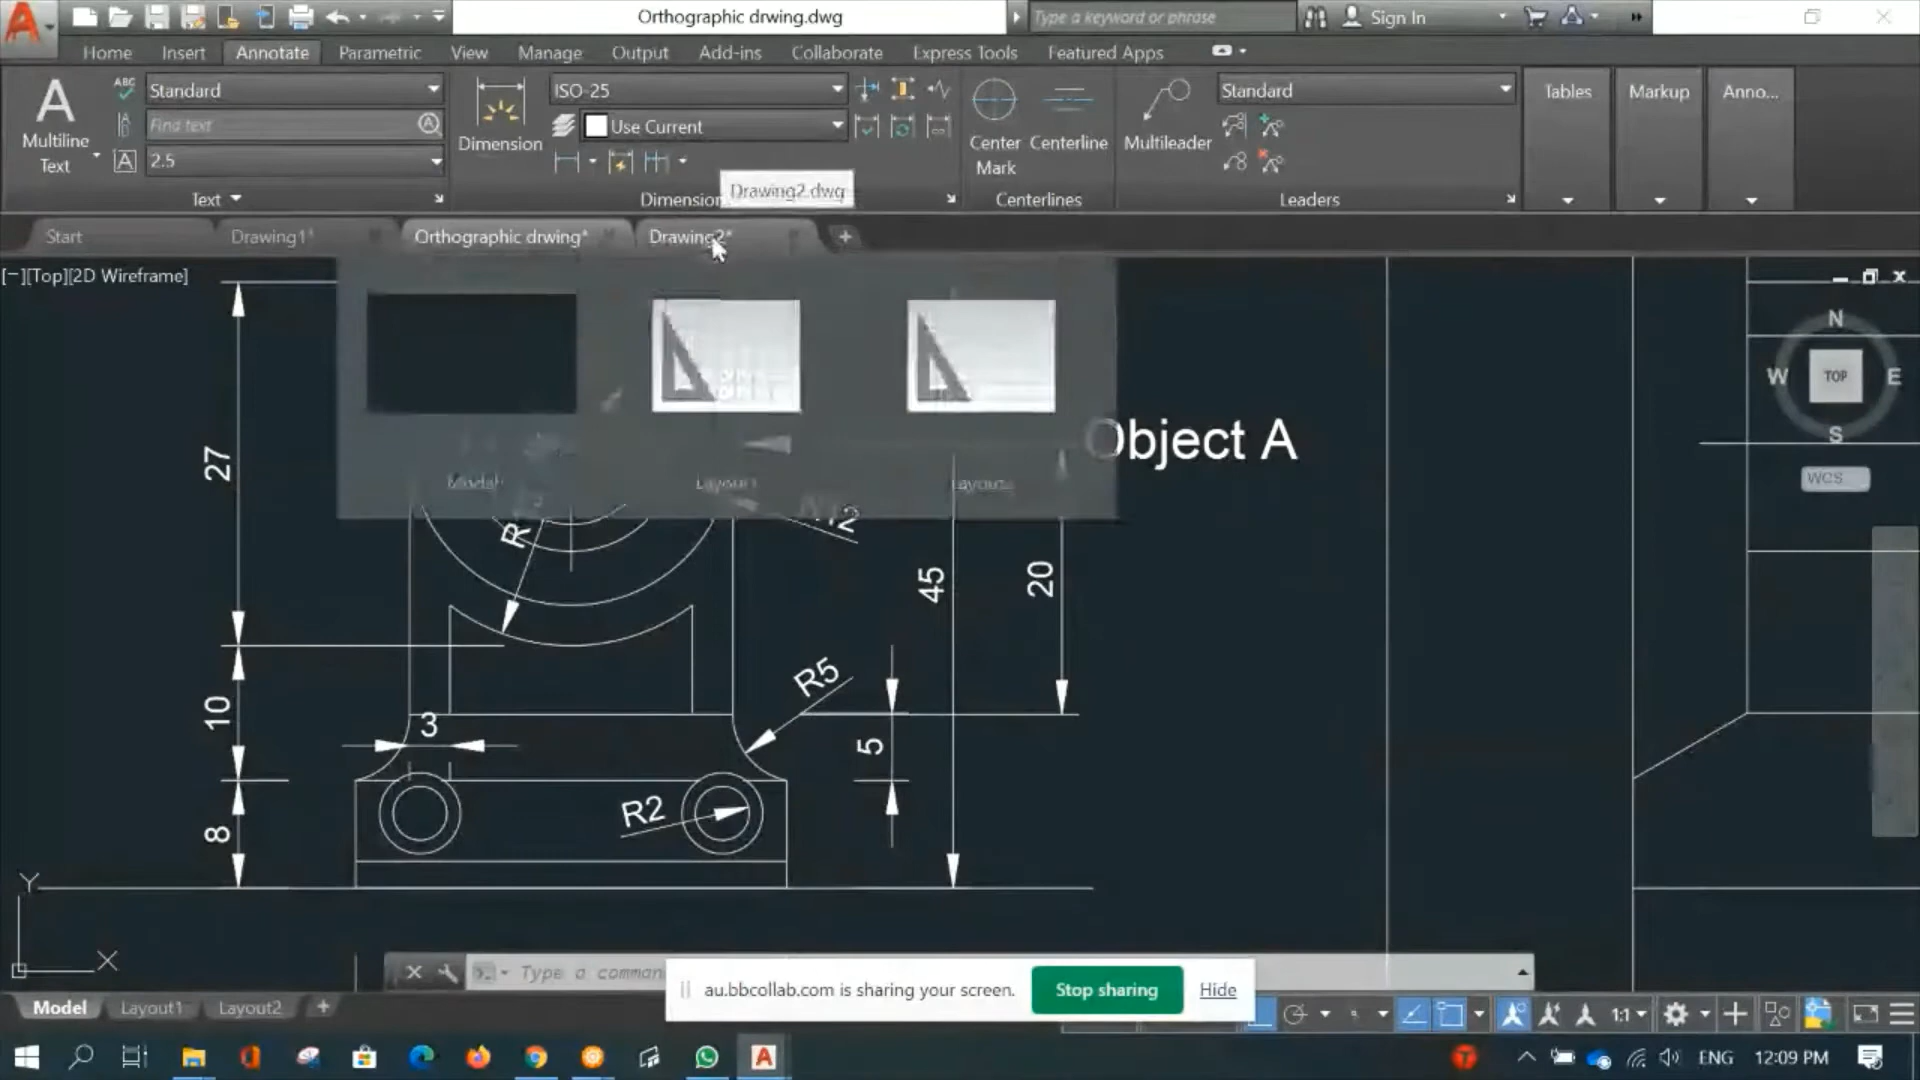 Orthographic drwing.dwg
Type a keyword or phrase
Sign In
Home Insert Annotate Parametric View Manage Output Add-ins Collaborate Express Tools Featured Apps
A
Multiline
Text
ABC
Standard
Find text
2.5
Text
Dimension
ISO-25
Use Current
Dimension
Drawing2.dwg
Center
Mark
Centerline
Centerlines
Multileader
Standard
Leaders
Tables
Markup
Anno...
Start
Drawing1*
Orthographic drwing*
Drawing2*
[−][Top][2D Wireframe]
N
W
TOP
E
S
WCS
Model
Layout1
Object A
27
R
45
20
10
3
R5
5
8
R2
Y
X
Type a comman
au.bbcollab.com is sharing your screen.
Stop sharing
Hide
Model
Layout1
Layout2
1:1
ENG
12:09 PM